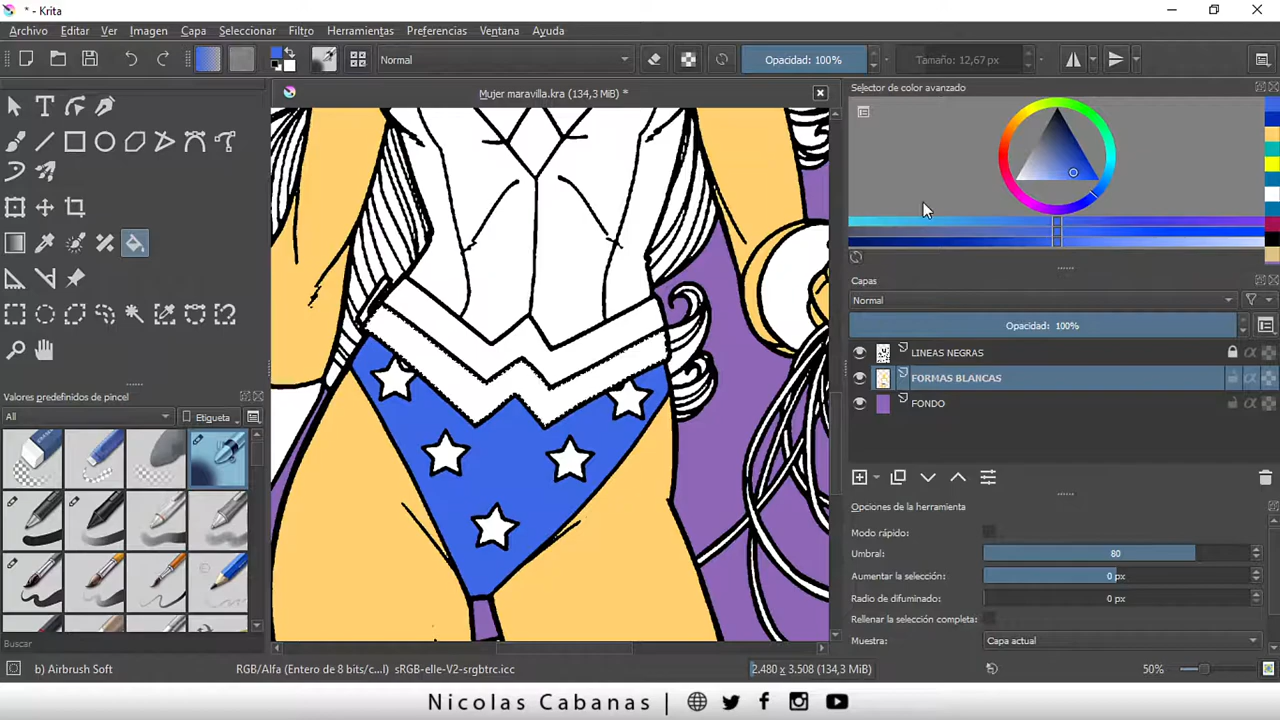 * - Krita
Archivo Editar Ver Imagen Capa Seleccionar Filtro Herramientas Preferencias Ventana Ayuda
Normal Opacidad: 100% Tamaño: 12,67 px
Mujer maravilla.kra (134,3 MiB) * x
Selector de color avanzado
Capas
Normal
Opacidad: 100%
LINEAS NEGRAS
FORMAS BLANCAS
FONDO
Valores predefinidos de pincel
All Etiqueta
Opciones de la herramienta
Modo rápido:
Umbral: 80
Aumentar la selección: 0 px
Radio de difuminado: 0 px
Rellenar la selección completa:
Muestra: Capa actual
Buscar
b) Airbrush Soft RGB/Alfa (Entero de 8 bits/c...l) sRGB-elle-V2-srgbtrc.icc 2.480 x 3.508 (134,3 MiB) 50%
Nicolas Cabanas |